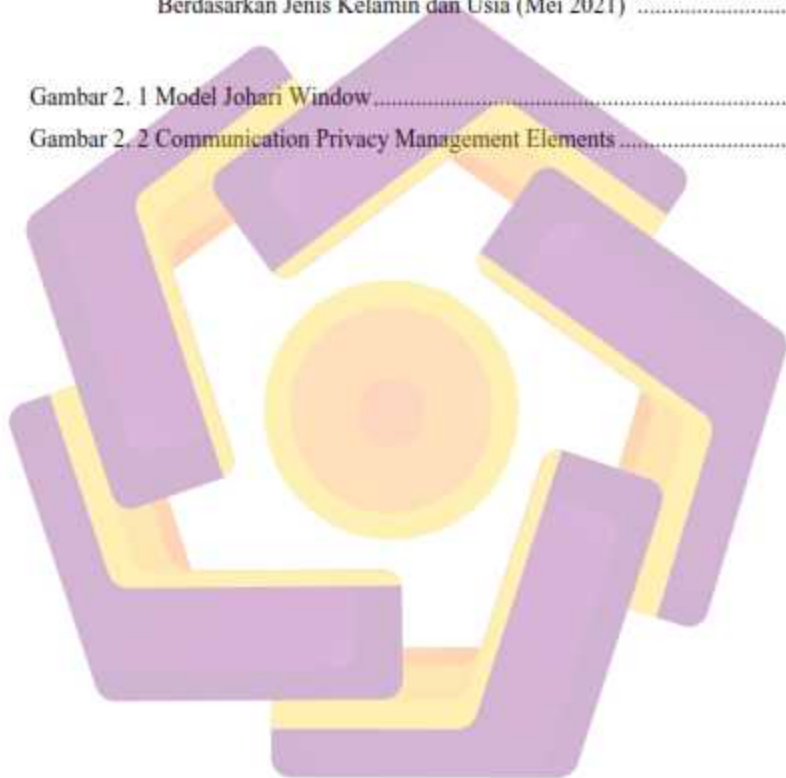 Berdasarkan Jenis Kelamin dan Usia (Mei 2021) ........................
Gambar 2. 1 Model Johari Window......................................................................
Gambar 2. 2 Communication Privacy Management Elements ............................